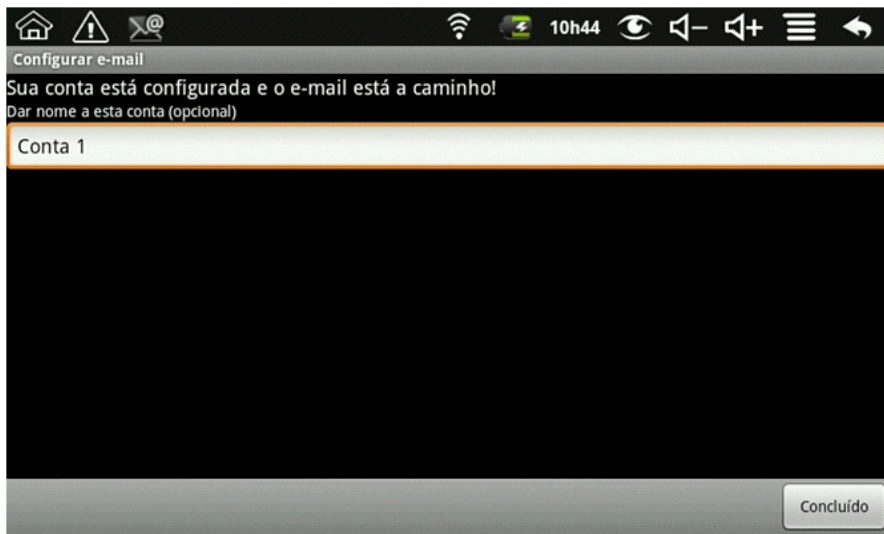 10h44
Configurar e-mail
Sua conta está configurada e o e-mail está a caminho!
Dar nome a esta conta (opcional)
Conta 1
Concluído